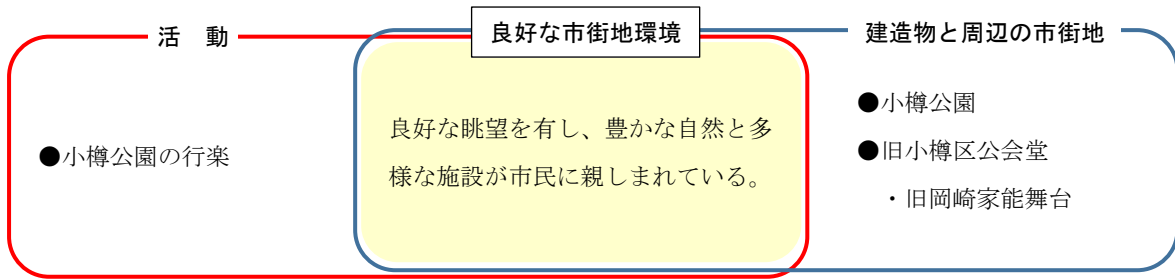 活　動
●小樽公園の行楽
良好な市街地環境
良好な眺望を有し、豊かな自然と多
様な施設が市民に親しまれている。
建造物と周辺の市街地
●小樽公園
●旧小樽区公会堂
・旧岡崎家能舞台